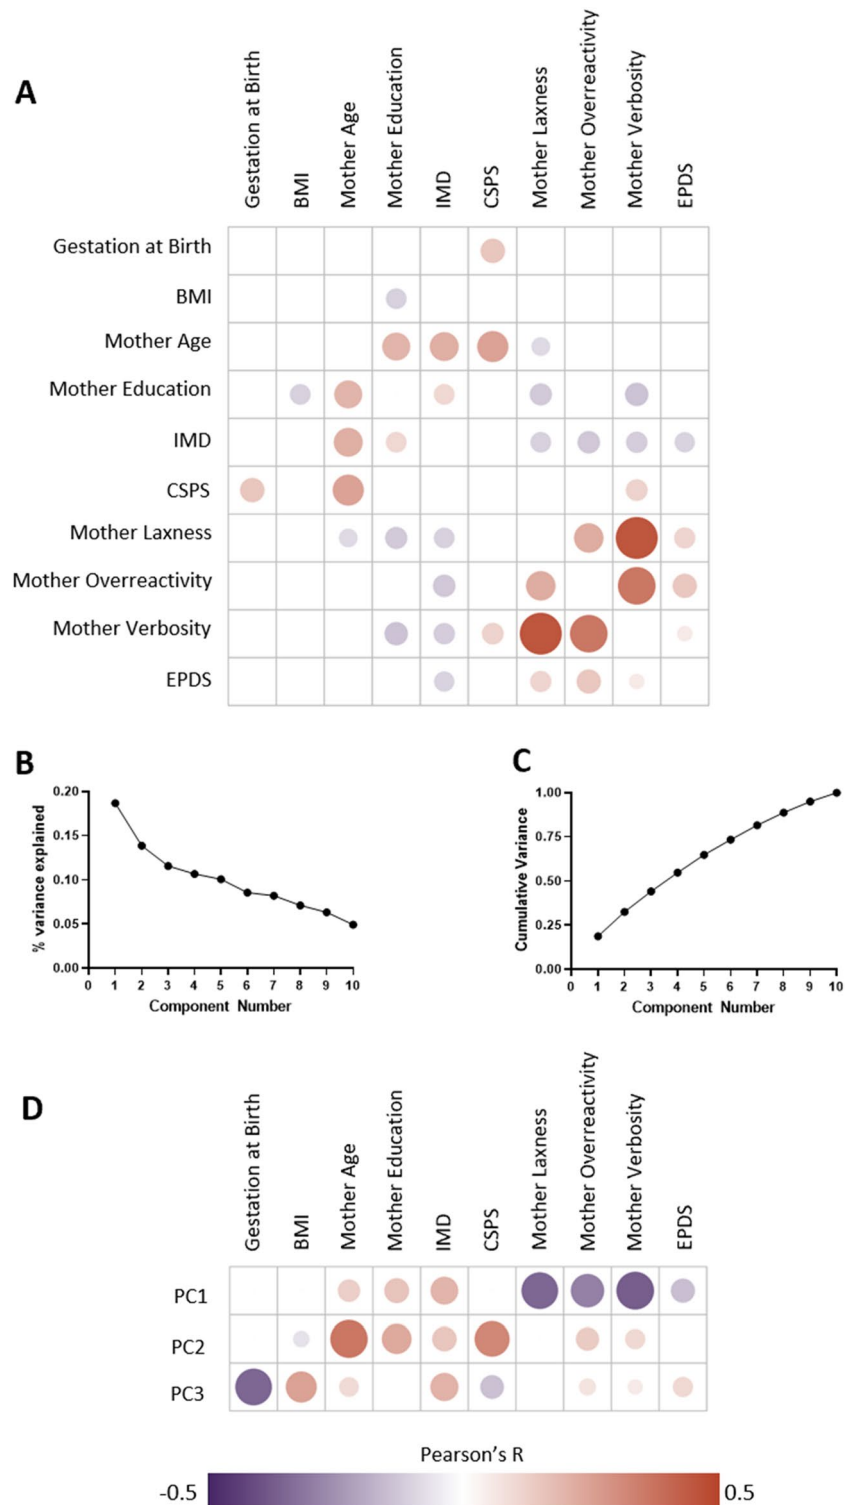 A
Gestation at Birth
BMI
Mother Age
Mother Education
IMD
CSPS
Mother Laxness
Mother Overreactivity
Mother Verbosity
EPDS
Gestation at Birth
BMI
Mother Age
Mother Education
IMD
CSPS
Mother Laxness
Mother Overreactivity
Mother Verbosity
EPDS
B
% variance explained
0.20
0.15
0.10
0.05
0.00
0 1 2 3 4 5 6 7 8 9 10
Component Number
C
Cumulative Variance
1.00
0.75
0.50
0.25
0.00
0 1 2 3 4 5 6 7 8 9 10
Component Number
D
Gestation at Birth
BMI
Mother Age
Mother Education
IMD
CSPS
Mother Laxness
Mother Overreactivity
Mother Verbosity
EPDS
PC1
PC2
PC3
Pearson's R
-0.5 0.5